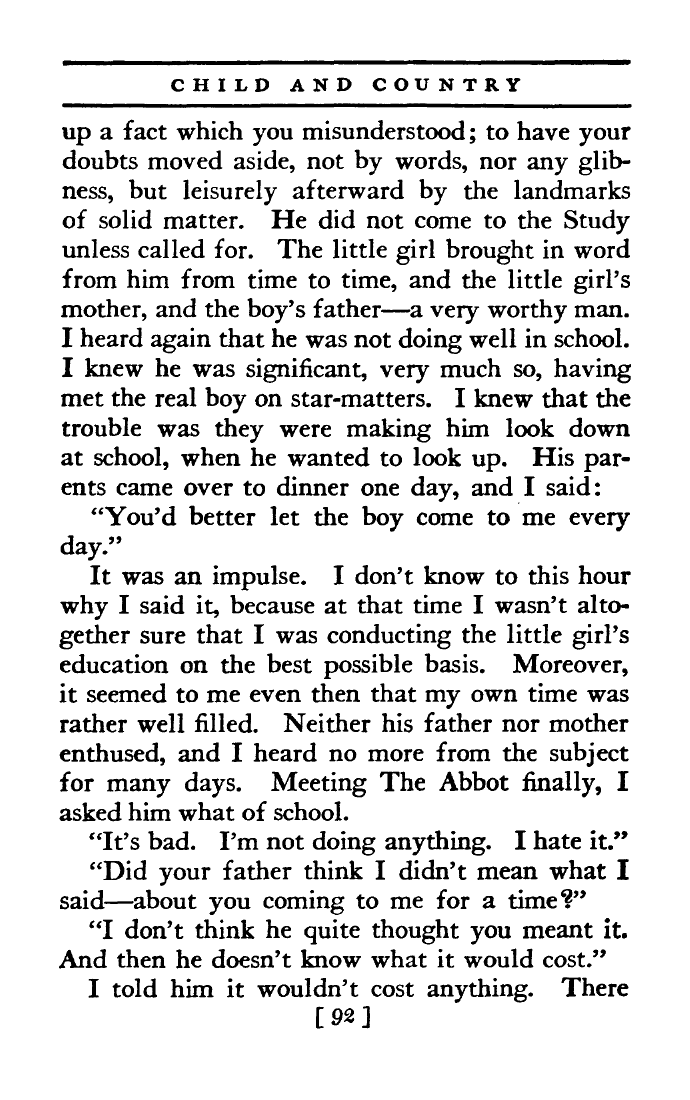 CHILD AND COUNTRY
up a fact which you misunderstood; to have your
doubts moved aside, not by words, nor any glib-
ness, but leisurely afterward by the landmarks
of solid matter. He did not come to the Study
unless called for. The little girl brought in word
from him from time to time, and the little girl's
mother, and the boy's father—a very worthy man.
I heard again that he was not doing well in school.
I knew he was significant, very much so, having
met the real boy on star-matters. I knew that the
trouble was they were making him look down
at school, when he wanted to look up. His par-
ents came over to dinner one day, and I said:
“You'd better let the boy come to me every
day.”
It was an impulse. I don't know to this hour
why I said it, because at that time I wasn't alto-
gether sure that I was conducting the little girl's
education on the best possible basis. Moreover,
it seemed to me even then that my own time was
rather well filled. Neither his father nor mother
enthused, and I heard no more from the subject
for many days. Meeting The Abbot finally, I
asked him what of school.
“It's bad. I'm not doing anything. I hate it.”
“Did your father think I didn't mean what I
said—about you coming to me for a time?”
“I don't think he quite thought you meant it.
And then he doesn't know what it would cost.”
I told him it wouldn't cost anything. There
[ 92 ]